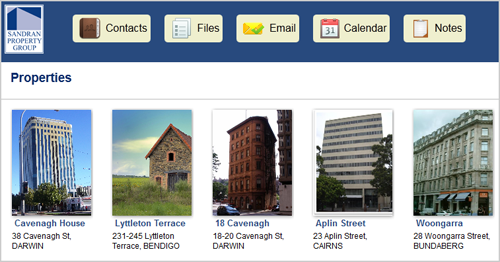 SANDRAN
PROPERTY
GROUP
Contacts
Files
Email
31
Calendar
Notes
Properties
Cavenagh House
38 Cavenagh St,
DARWIN
Lyttleton Terrace
231-245 Lyttleton
Terrace, BENDIGO
18 Cavenagh
18-20 Cavenagh St,
DARWIN
Aplin Street
23 Aplin Street,
CAIRNS
Woongarra
28 Woongarra Street,
BUNDABERG